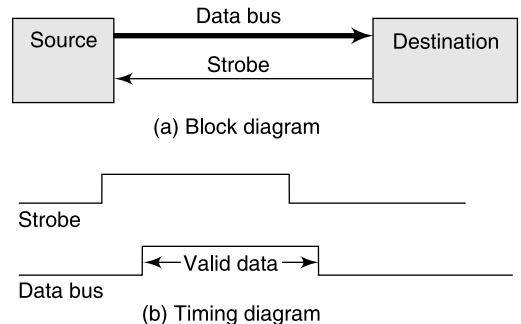 Data bus
Source
Destination
Strobe
(a) Block diagram
Strobe
Valid data
Data bus
(b) Timing diagram